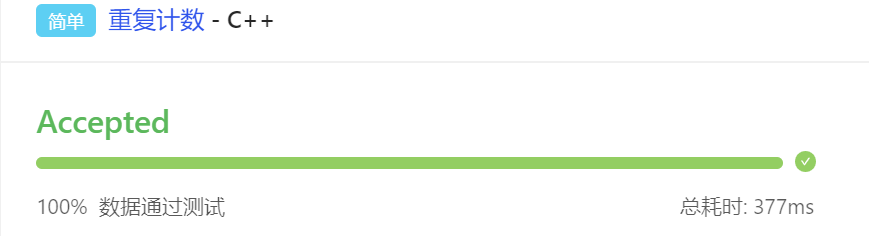 简单 重复计数 - C++
Accepted
100% 数据通过测试 总耗时: 377ms